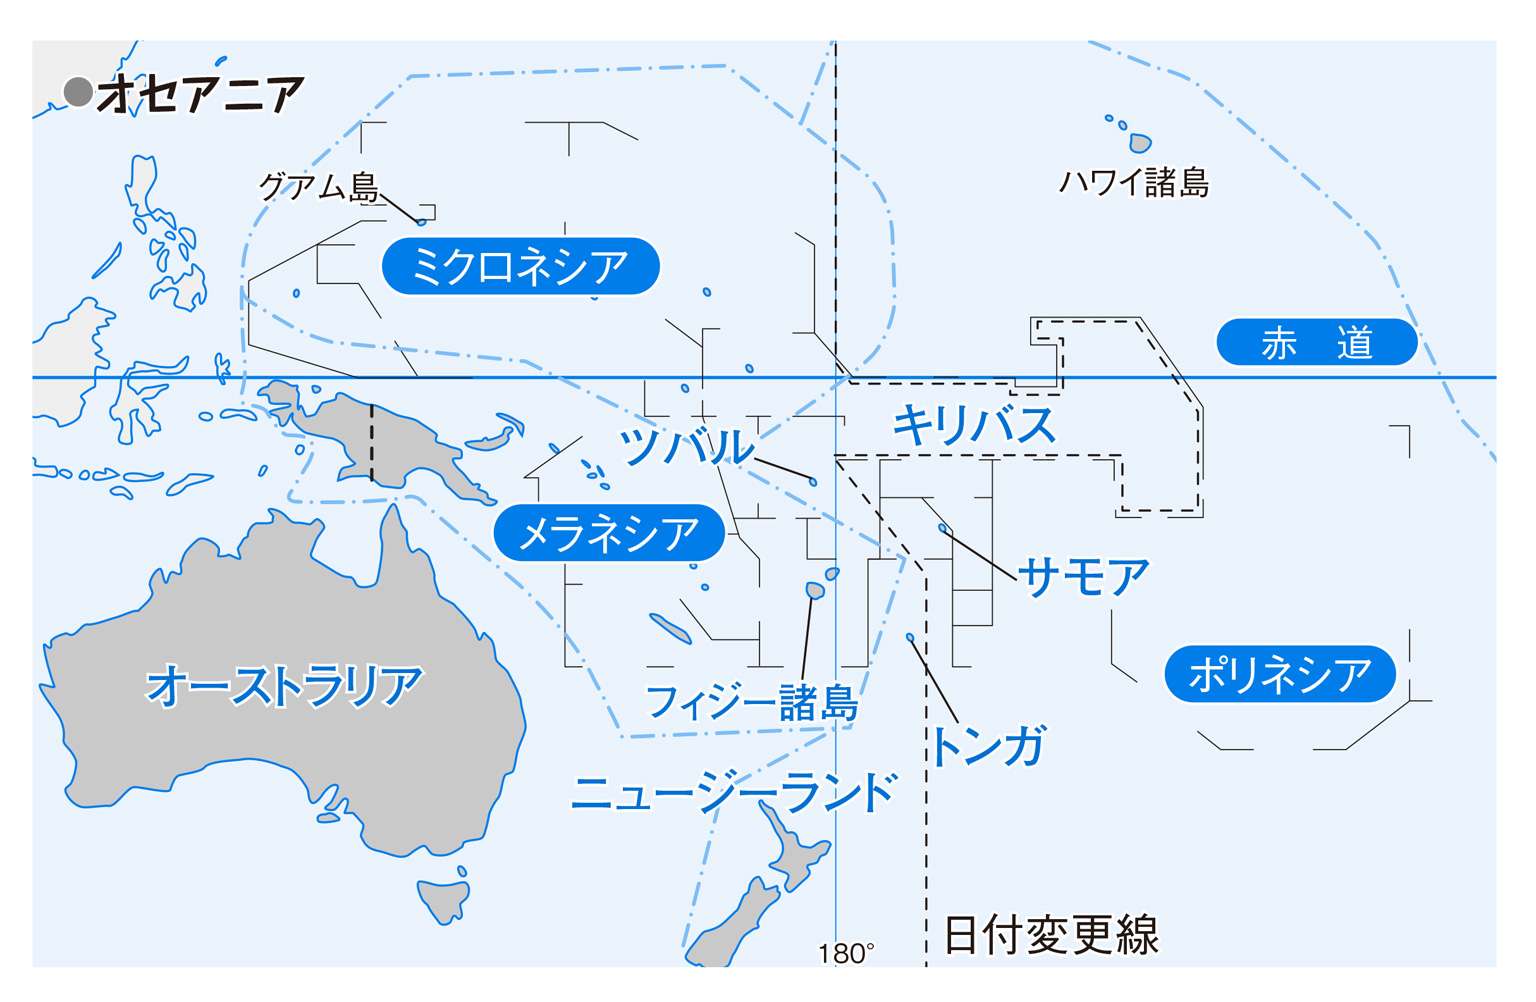 オセアニア
グアム島
ハワイ諸島
ミクロネシア
赤 道
キリバス
ツバル
メラネシア
サモア
オーストラリア
ポリネシア
フィジー諸島
トンガ
ニュージーランド
日付変更線
180°